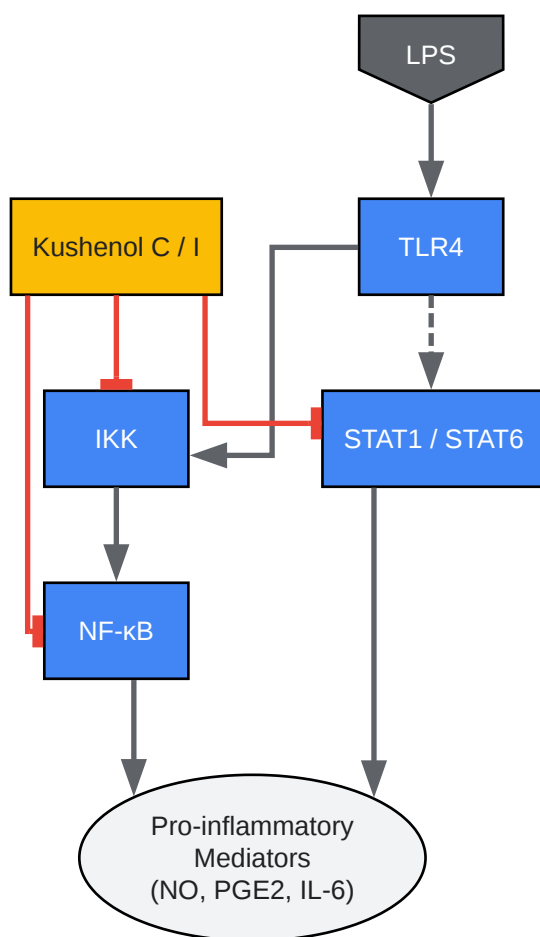 LPS
Kushenol C / I
TLR4
IKK
STAT1 / STAT6
NF-κB
Pro-inflammatory
Mediators
(NO, PGE2, IL-6)